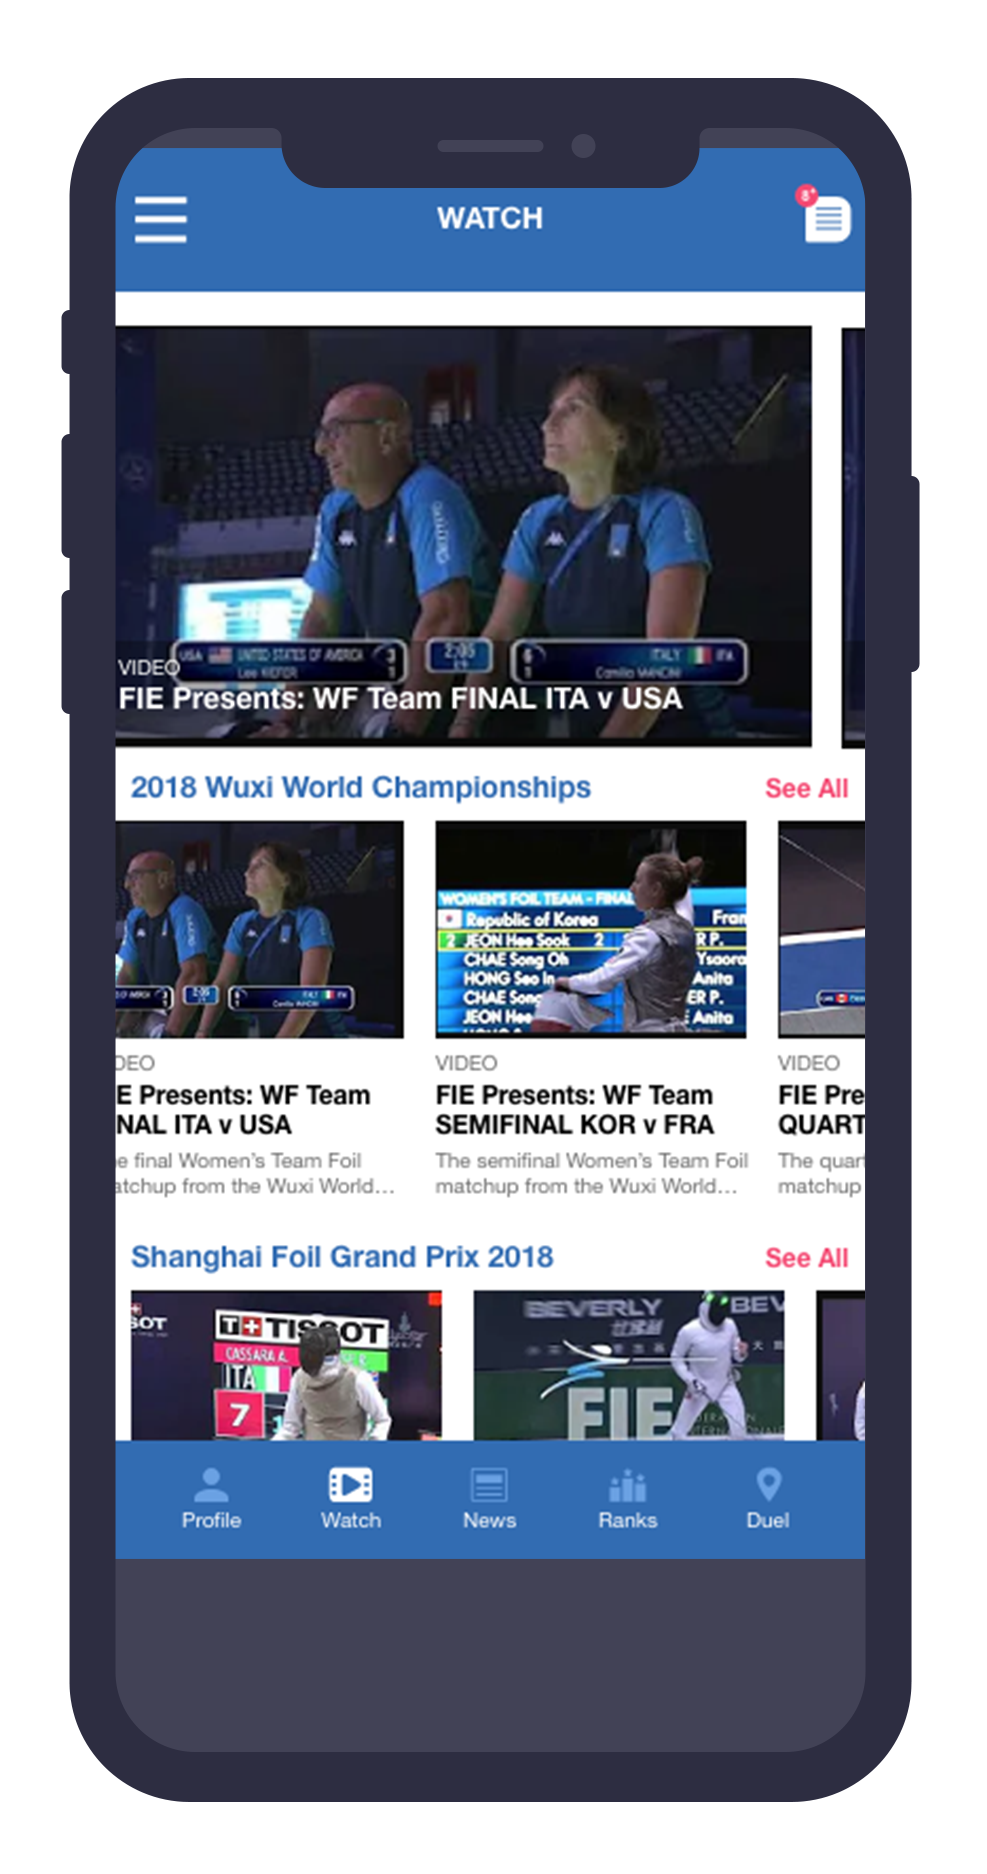 WATCH
8+
USA UNITED STATES OF AMERICA 3
2:05
6 ITALY ITA
Lee KIEFER 1
1 Camilla MANCINI
VIDEO
FIE Presents: WF Team FINAL ITA v USA
2018 Wuxi World Championships
See All
2:05
WOMEN'S FOIL TEAM - FINAL
Republic of Korea Fran
2 JEON Hee Sook 2 R P.
CHAE Song Oh Ysaora
HONG Seo In Anita
CHAE Song ER P.
JEON Hee Anita
DEO
E Presents: WF Team
NAL ITA v USA
e final Women's Team Foil
atchup from the Wuxi World...
VIDEO
FIE Presents: WF Team
SEMIFINAL KOR v FRA
The semifinal Women's Team Foil
matchup from the Wuxi World...
VIDEO
FIE Pre
QUART
The quart
matchup
Shanghai Foil Grand Prix 2018
See All
SOT
T+TISSOT
CASSARA A.
ITA
7
BEVERLY
BEV
FIE
Profile
Watch
News
Ranks
Duel